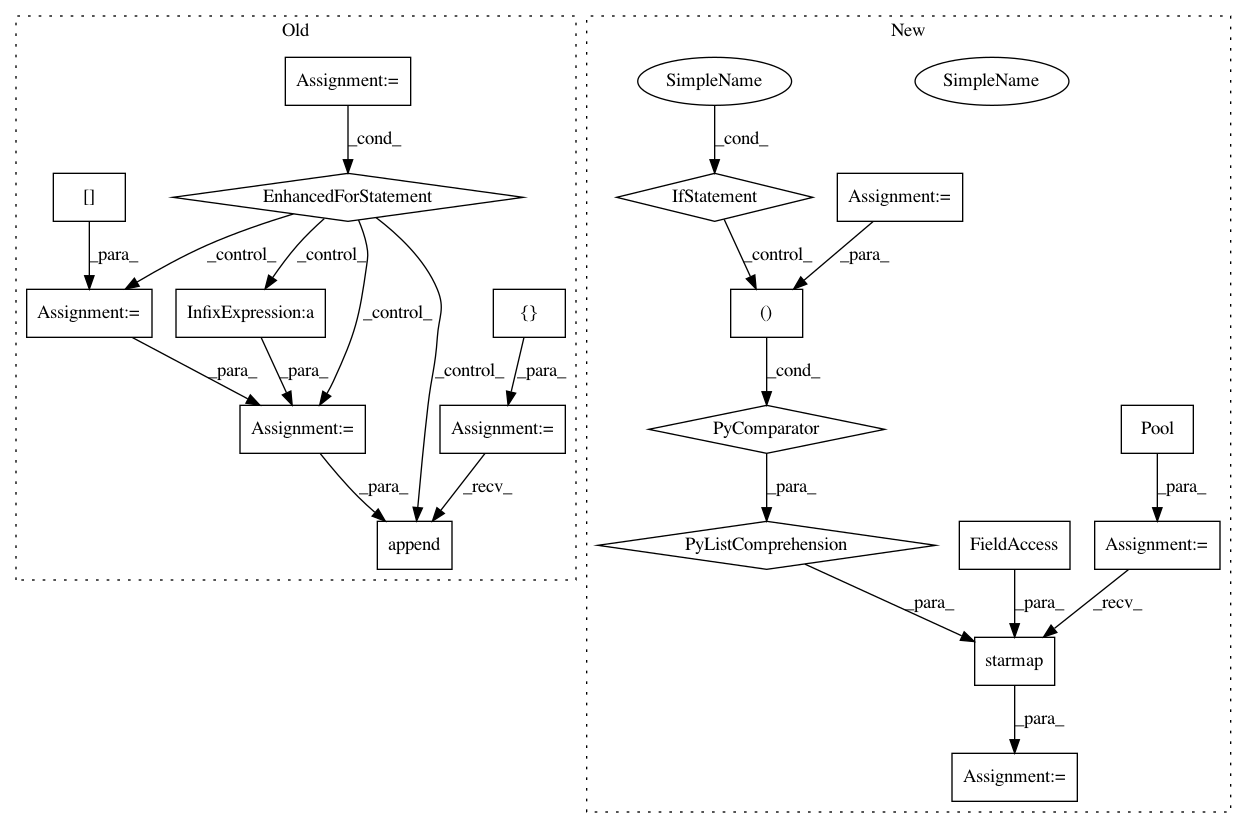 Old
New
Assignment:=
SimpleName
SimpleName
_cond_
_cond_
[]
EnhancedForStatement
IfStatement
Assignment:=
_para_
_control_
_control_
_control_
_para_
Assignment:=
InfixExpression:a
_control_
{}
()
_para_
_para_
_control_
_para_
_cond_
Assignment:=
Assignment:=
PyComparator
Pool
_para_
_recv_
_para_
_para_
append
PyListComprehension
FieldAccess
Assignment:=
_para_
_para_
_recv_
starmap
_para_
Assignment:=